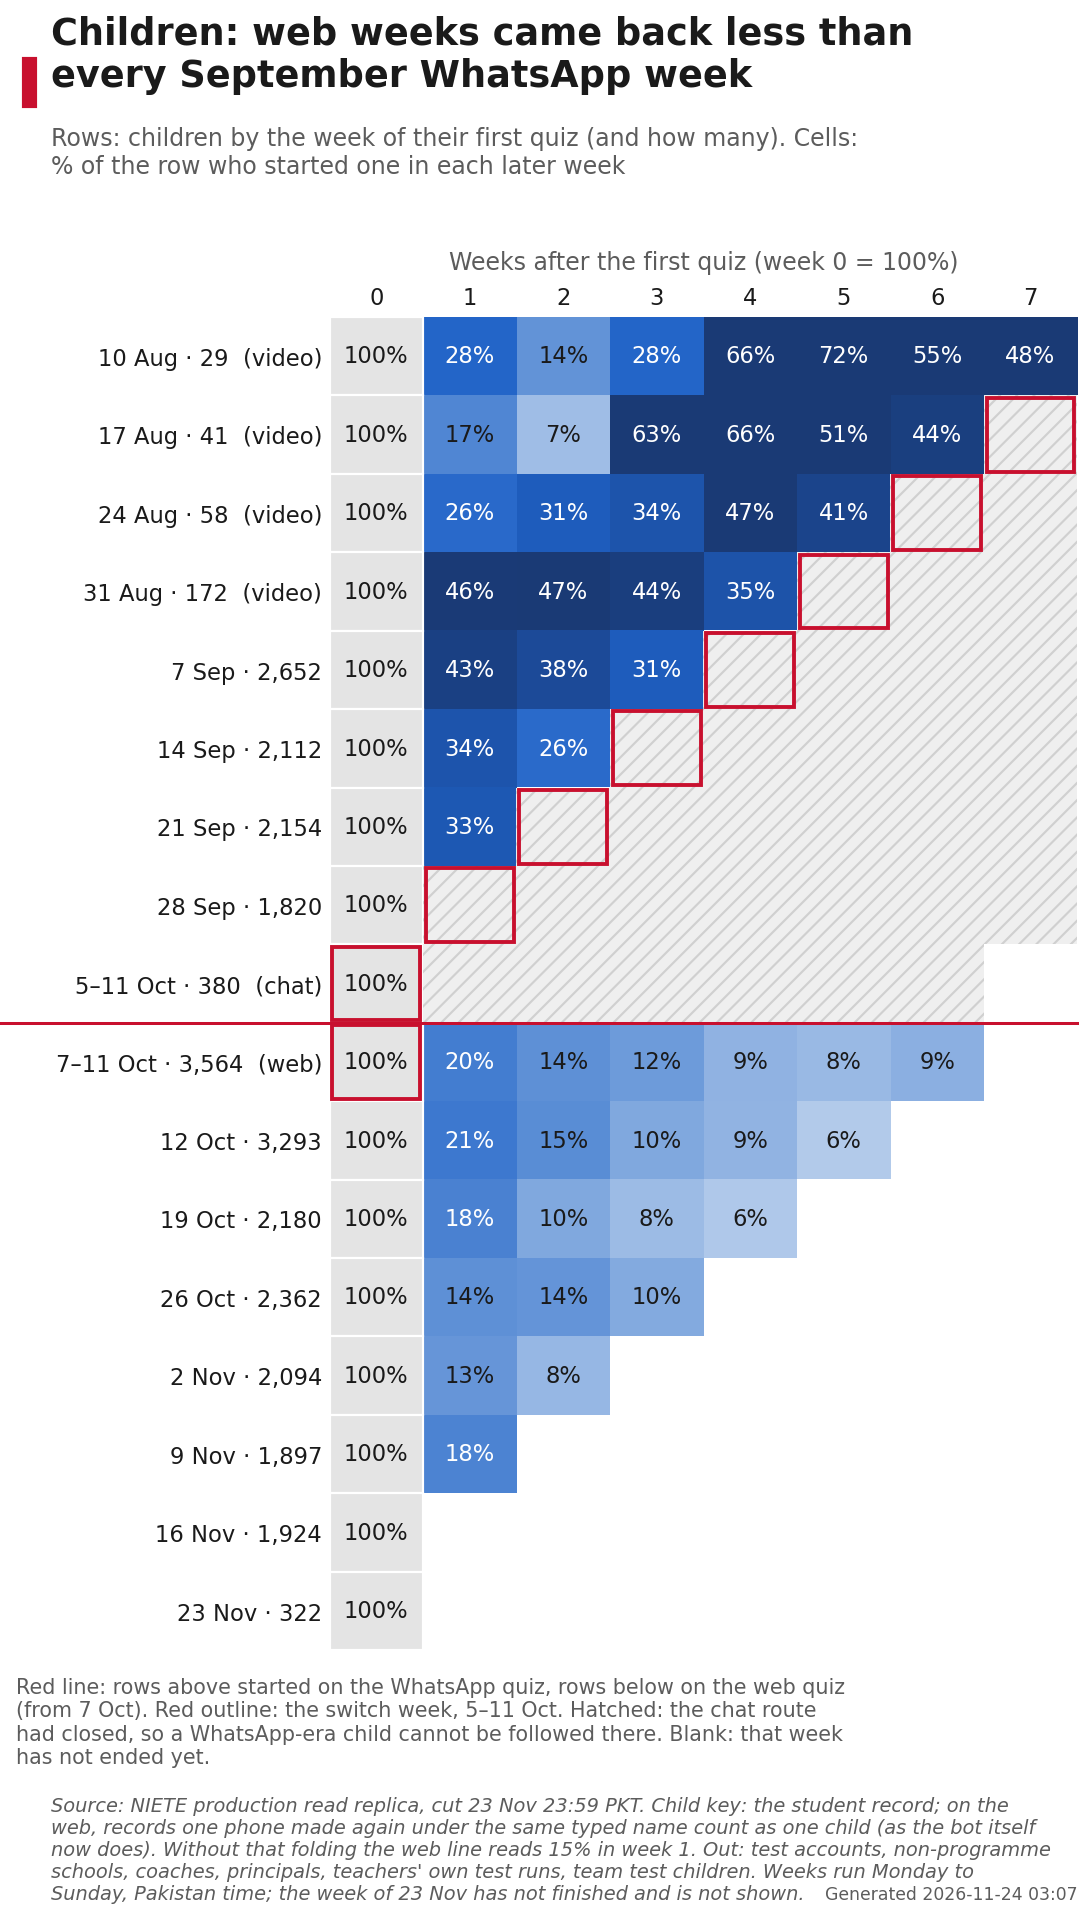 Children: web weeks came back less than
every September WhatsApp week
Rows: children by the week of their first quiz (and how many). Cells:
% of the row who started one in each later week
Weeks after the first quiz (week 0 = 100%)
0 1 2 3 4 5 6 7
10 Aug · 29 (video) 100% 28% 14% 28% 66% 72% 55% 48%
17 Aug · 41 (video) 100% 17% 7% 63% 66% 51% 44%
24 Aug · 58 (video) 100% 26% 31% 34% 47% 41%
31 Aug · 172 (video) 100% 46% 47% 44% 35%
7 Sep · 2,652 100% 43% 38% 31%
14 Sep · 2,112 100% 34% 26%
21 Sep · 2,154 100% 33%
28 Sep · 1,820 100%
5–11 Oct · 380 (chat) 100%
7–11 Oct · 3,564 (web) 100% 20% 14% 12% 9% 8% 9%
12 Oct · 3,293 100% 21% 15% 10% 9% 6%
19 Oct · 2,180 100% 18% 10% 8% 6%
26 Oct · 2,362 100% 14% 14% 10%
2 Nov · 2,094 100% 13% 8%
9 Nov · 1,897 100% 18%
16 Nov · 1,924 100%
23 Nov · 322 100%
Red line: rows above started on the WhatsApp quiz, rows below on the web quiz
(from 7 Oct). Red outline: the switch week, 5–11 Oct. Hatched: the chat route
had closed, so a WhatsApp-era child cannot be followed there. Blank: that week
has not ended yet.
Source: NIETE production read replica, cut 23 Nov 23:59 PKT. Child key: the student record; on the
web, records one phone made again under the same typed name count as one child (as the bot itself
now does). Without that folding the web line reads 15% in week 1. Out: test accounts, non-programme
schools, coaches, principals, teachers' own test runs, team test children. Weeks run Monday to
Sunday, Pakistan time; the week of 23 Nov has not finished and is not shown. Generated 2026-11-24 03:07